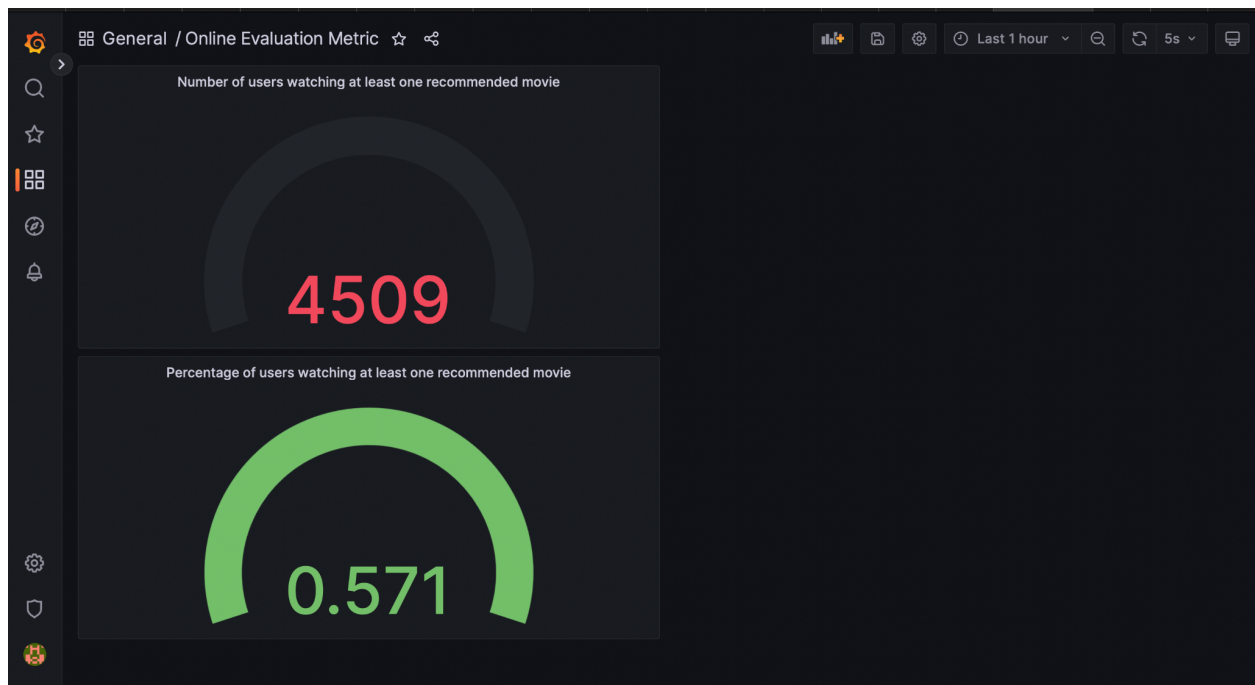 General / Online Evaluation Metric
Last 1 hour
5s
Number of users watching at least one recommended movie
4509
Percentage of users watching at least one recommended movie
0.571